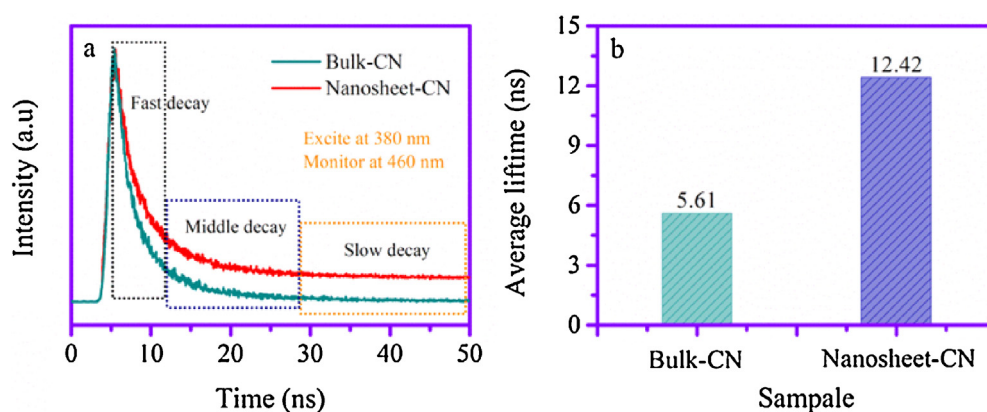 a
Bulk-CN
Nanosheet-CN
Fast decay
Excite at 380 nm
Monitor at 460 nm
Middle decay
Slow decay
Intensity (a.u)
0 10 20 30 40 50
Time (ns)
b
15
12
9
6
3
0
5.61
12.42
Average liftime (ns)
Bulk-CN Nanosheet-CN
Sampale